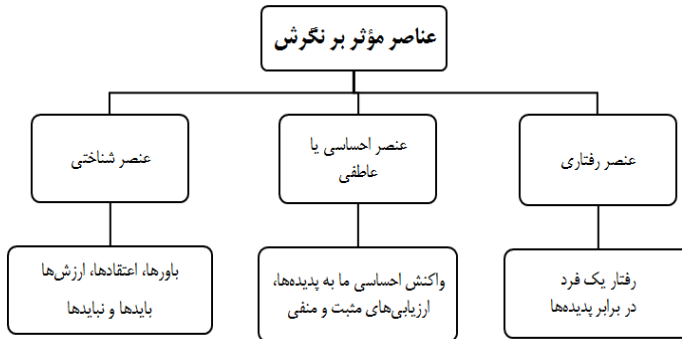 عناصر مؤثر بر نگرش
عنصر رفتاری
عنصر احساسی یا
عاطفی
عنصر شناختی
رفتار یک فرد
در برابر پدیده‌ها
واکنش احساسی ما به پدیده‌ها،
ارزیابی‌های مثبت و منفی
باورها، اعتقادها، ارزش‌ها
بایدها و نبایدها